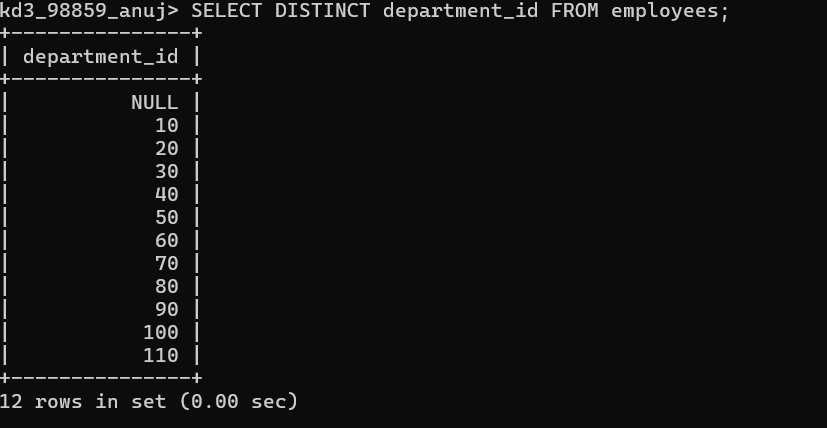 kd3_98859_anuj> SELECT DISTINCT department_id FROM employees;
+---------------+
| department_id |
+---------------+
|          NULL |
|            10 |
|            20 |
|            30 |
|            40 |
|            50 |
|            60 |
|            70 |
|            80 |
|            90 |
|           100 |
|           110 |
+---------------+
12 rows in set (0.00 sec)